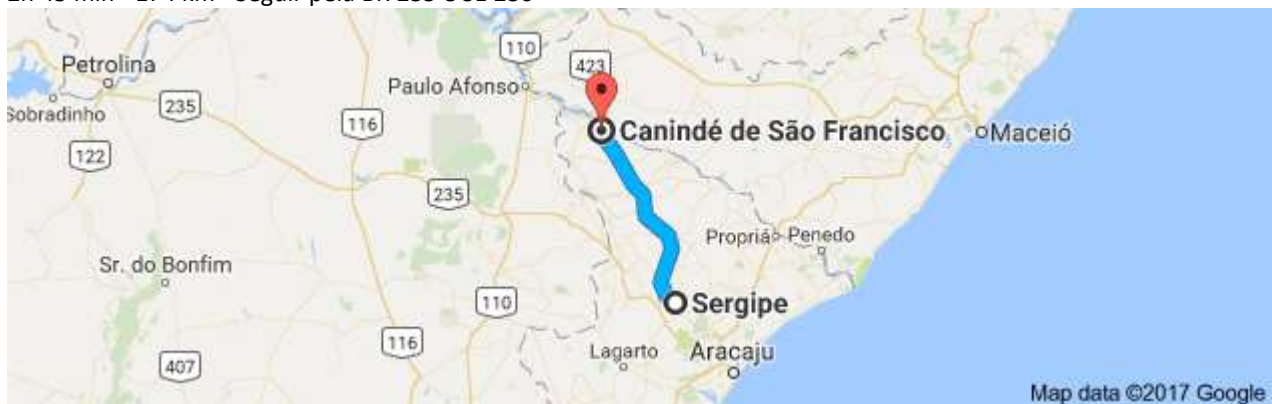 110
423
Petrolina
Paulo Afonso
Sobradinho
235
116
Canindé de São Francisco
Maceió
122
235
Propriá
Penedo
Sr. do Bonfim
110
Sergipe
116
Lagarto
Aracaju
407
Map data ©2017 Google